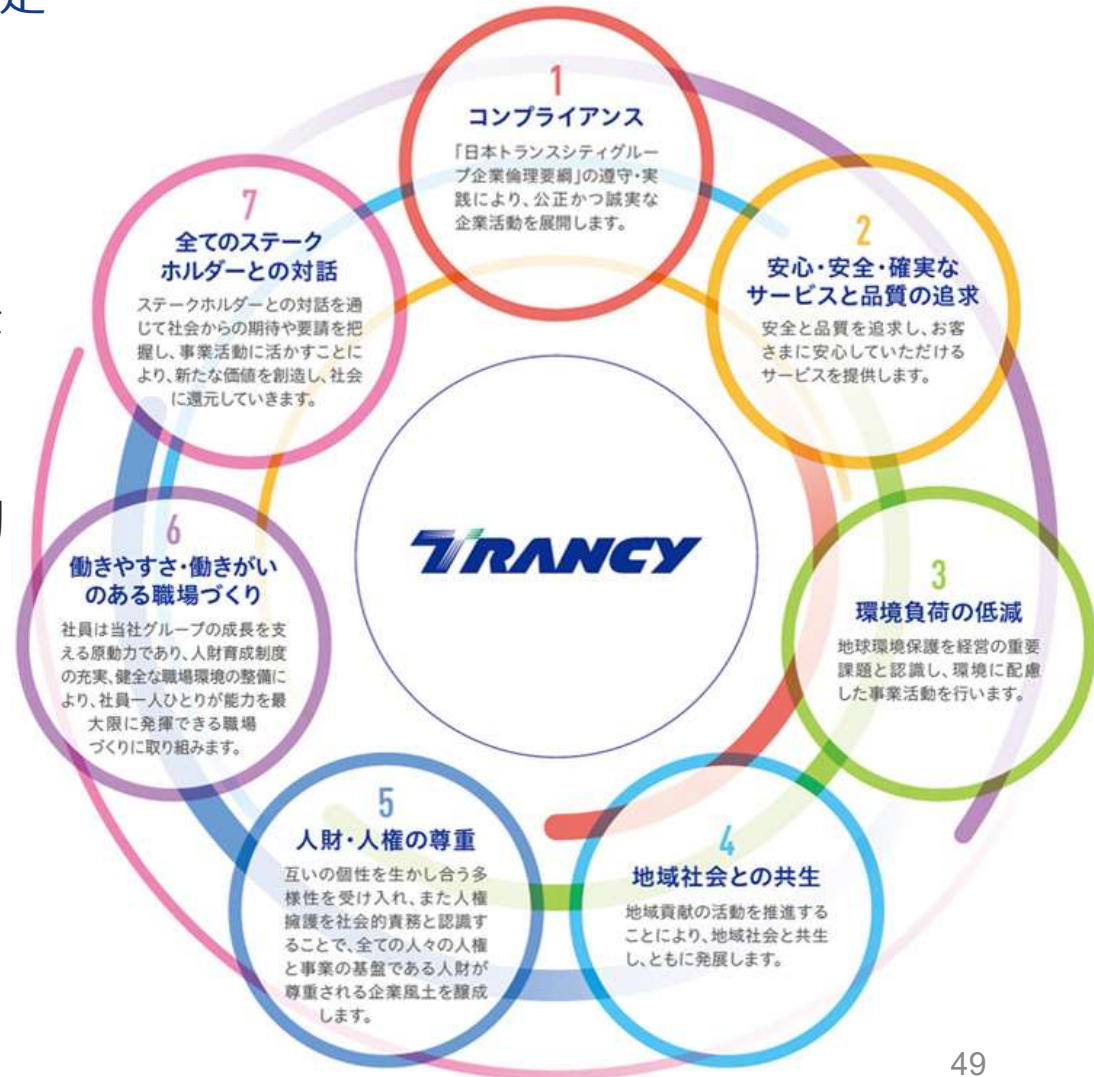 定
1
コンプライアンス
「日本トランスシティグルー
プ企業倫理要綱」の遵守・実
践により、公正かつ誠実な
企業活動を展開します。
2
安心・安全・確実な
サービスと品質の追求
安全と品質を追求し、お客
さまに安心していただける
サービスを提供します。
3
環境負荷の低減
地球環境保護を経営の重要
課題と認識し、環境に配慮
した事業活動を行います。
4
地域社会との共生
地域貢献の活動を推進する
ことにより、地域社会と共生
し、ともに発展します。
5
人財・人権の尊重
互いの個性を生かし合う多
様性を受け入れ、また人権
擁護を社会的責務と認識す
ることで、全ての人々の人権
と事業の基盤である人財が
尊重される企業風土を醸成
します。
6
働きやすさ・働きがい
のある職場づくり
社員は当社グループの成長を支
える原動力であり、人財育成制度
の充実、健全な職場環境の整備に
より、社員一人ひとりが能力を最
大限に発揮できる職場
づくりに取り組みます。
7
全てのステーク
ホルダーとの対話
ステークホルダーとの対話を通
じて社会からの期待や要請を把
握し、事業活動に活かすことに
より、新たな価値を創造し、社会
に還元していきます。
TRANCY
49